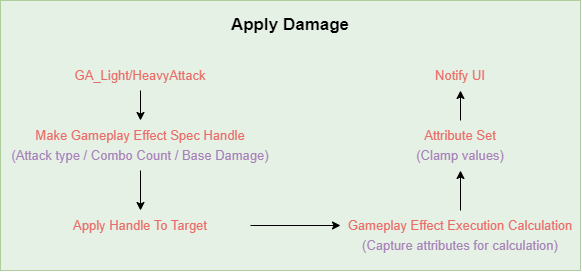 Apply Damage
GA_Light/HeavyAttack
Make Gameplay Effect Spec Handle
(Attack type / Combo Count / Base Damage)
Apply Handle To Target
Gameplay Effect Execution Calculation
(Capture attributes for calculation)
Attribute Set
(Clamp values)
Notify UI